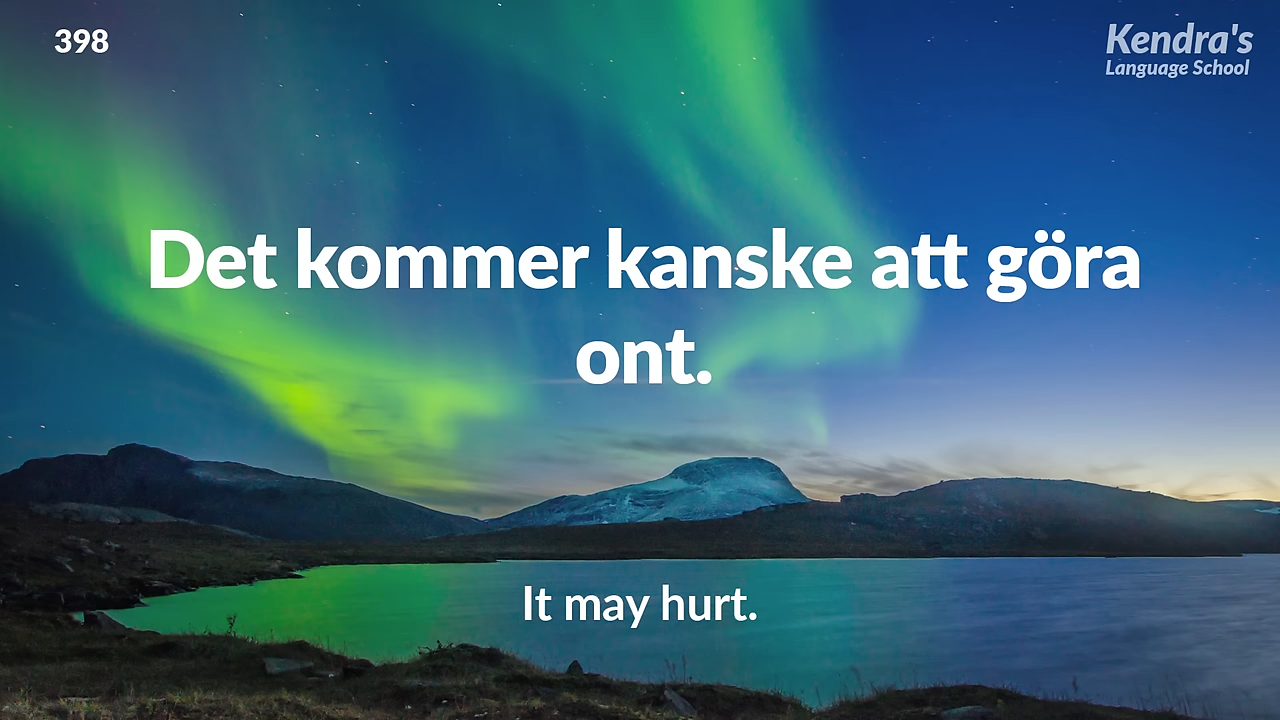 398
Kendra's
Language School
Det kommer kanske att göra
ont.
It may hurt.